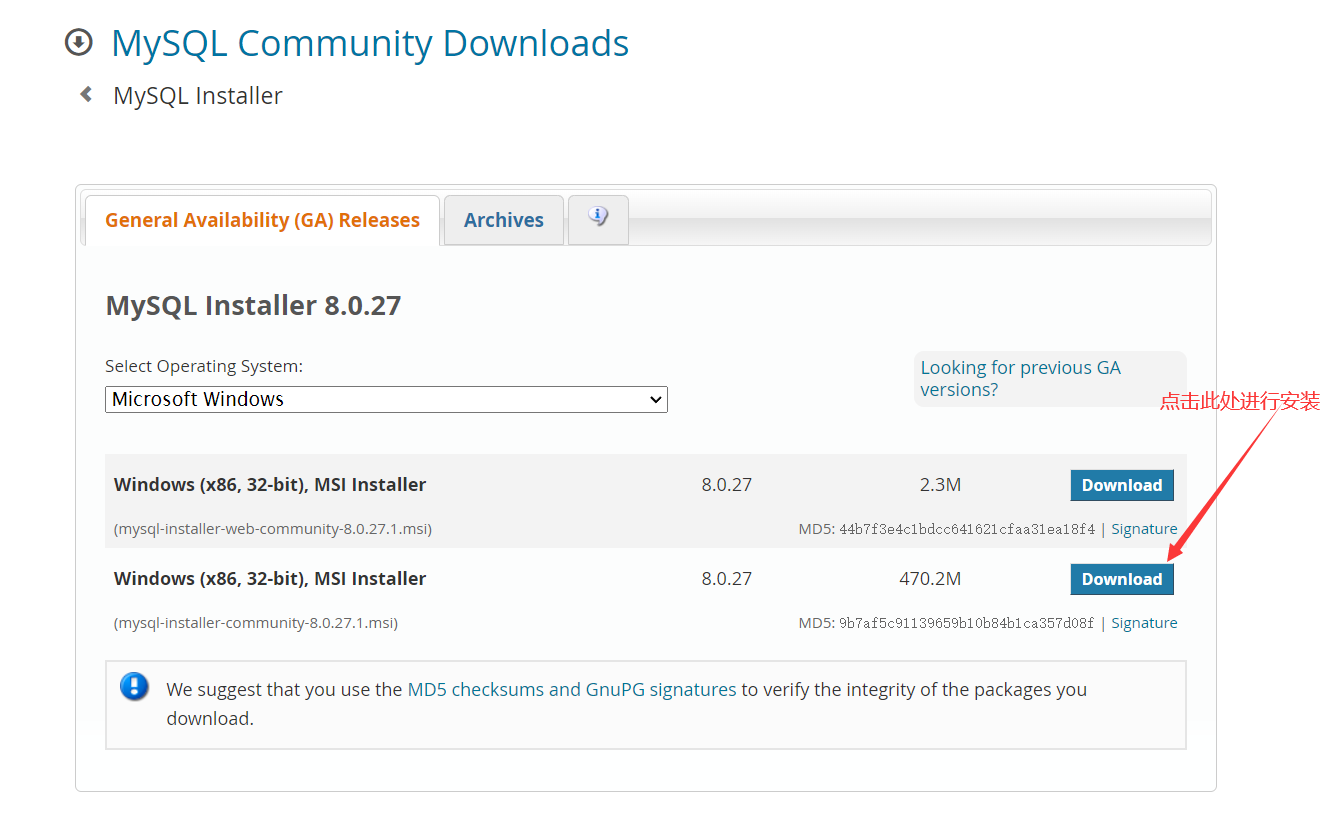 MySQL Community Downloads
MySQL Installer
General Availability (GA) Releases
Archives
MySQL Installer 8.0.27
Select Operating System:
Microsoft Windows
Looking for previous GA
versions?
点击此处进行安装
Windows (x86, 32-bit), MSI Installer 8.0.27 2.3M Download
(mysql-installer-web-community-8.0.27.1.msi) MD5: 44b7f3e4c1bdcc641621cfaa31ea18f4 | Signature
Windows (x86, 32-bit), MSI Installer 8.0.27 470.2M Download
(mysql-installer-community-8.0.27.1.msi) MD5: 9b7af5c91139659b10b84b1ca357d08f | Signature
We suggest that you use the MD5 checksums and GnuPG signatures to verify the integrity of the packages you
download.